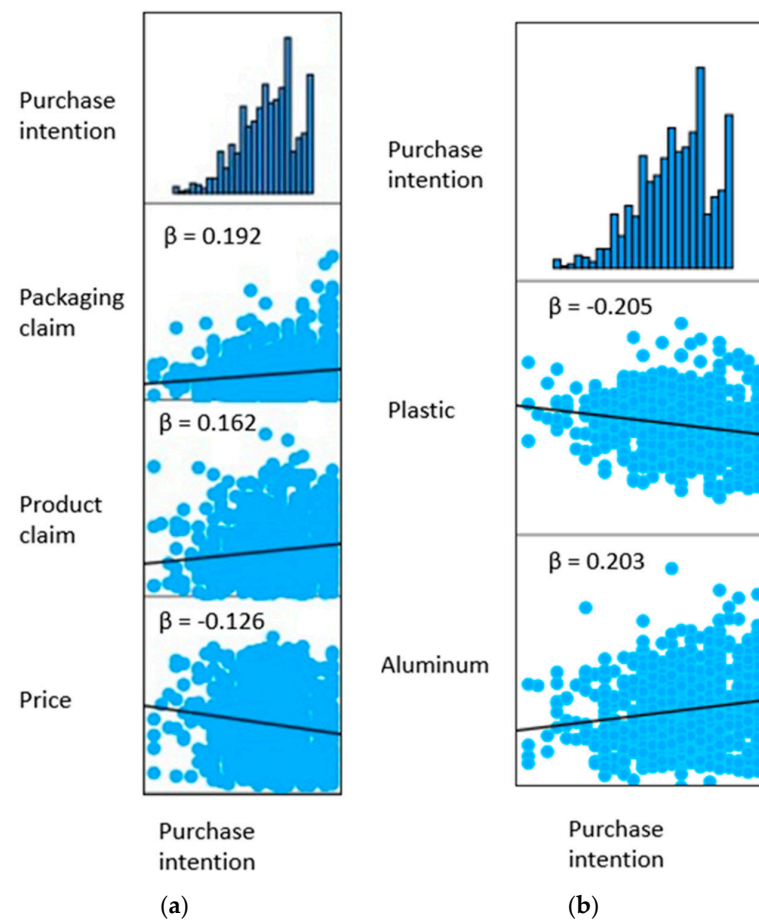 Purchase
intention
β = 0.192
Packaging
claim
β = 0.162
Product
claim
β = -0.126
Price
Purchase
intention
(a)
Purchase
intention
β = -0.205
Plastic
β = 0.203
Aluminum
Purchase
intention
(b)